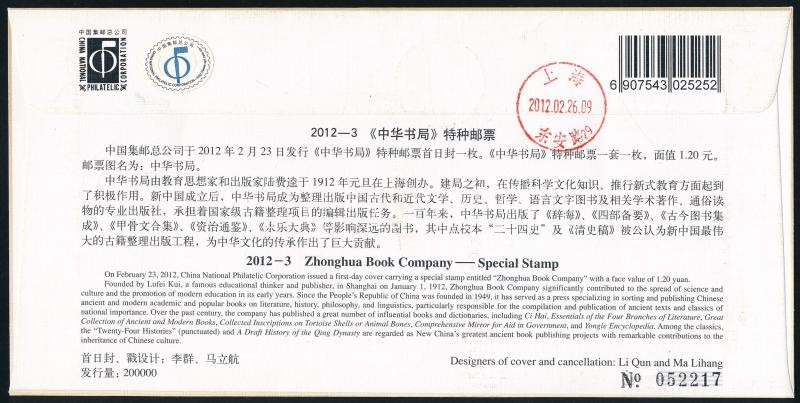 中国集邮总公司
CHINA NATIONAL
PHILATELIC
CORPORATION
6 907543 025252
上海
2012.02.26.09
东安路29
2012—3 《中华书局》特种邮票
中国集邮总公司于 2012 年 2 月 23 日发行《中华书局》特种邮票首日封一枚。《中华书局》特种邮票一套一枚，面值 1.20 元。
邮票图名为：中华书局。
中华书局由教育思想家和出版家陆费逵于 1912 年元旦在上海创办。建局之初，在传播科学文化知识、推行新式教育方面起到
了积极作用。新中国成立后，中华书局成为整理出版中国古代和近代文学、历史、哲学、语言文字图书及相关学术著作、通俗读
物的专业出版社，承担着国家级古籍整理项目的编辑出版任务。一百年来，中华书局出版了《辞海》、《四部备要》、《古今图书集
成》、《甲骨文合集》、《资治通鉴》、《永乐大典》等影响深远的图书，其中点校本“二十四史”及《清史稿》被公认为新中国最伟
大的古籍整理出版工程，为中华文化的传承作出了巨大贡献。
2012－3 Zhonghua Book Company — Special Stamp
On February 23, 2012, China National Philatelic Corporation issued a first-day cover carrying a special stamp entitled "Zhonghua Book Company" with a face value of 1.20 yuan.
Founded by Lufei Kui, a famous educational thinker and publisher, in Shanghai on January 1, 1912, Zhonghua Book Company significantly contributed to the spread of science and
culture and the promotion of modern education in its early years. Since the People's Republic of China was founded in 1949, it has served as a press specializing in sorting and publishing Chinese
ancient and modern academic and popular books on literature, history, philosophy, and linguistics, particularly responsible for the compilation and publication of ancient texts and classics of
national importance. Over the past century, the company has published a great number of influential books and dictionaries, including Ci Hai, Essentials of the Four Branches of Literature, Great
Collection of Ancient and Modern Books, Collected Inscriptions on Tortoise Shells or Animal Bones, Comprehensive Mirror for Aid in Government, and Yongle Encyclopedia. Among the classics,
the "Twenty-Four Histories" (punctuated) and A Draft History of the Qing Dynasty are regarded as New China's greatest ancient book publishing projects with remarkable contributions to the
inheritance of Chinese culture.
首日封、戳设计：李群、马立航
Designers of cover and cancellation: Li Qun and Ma Lihang
发行量：200000
№ 052217